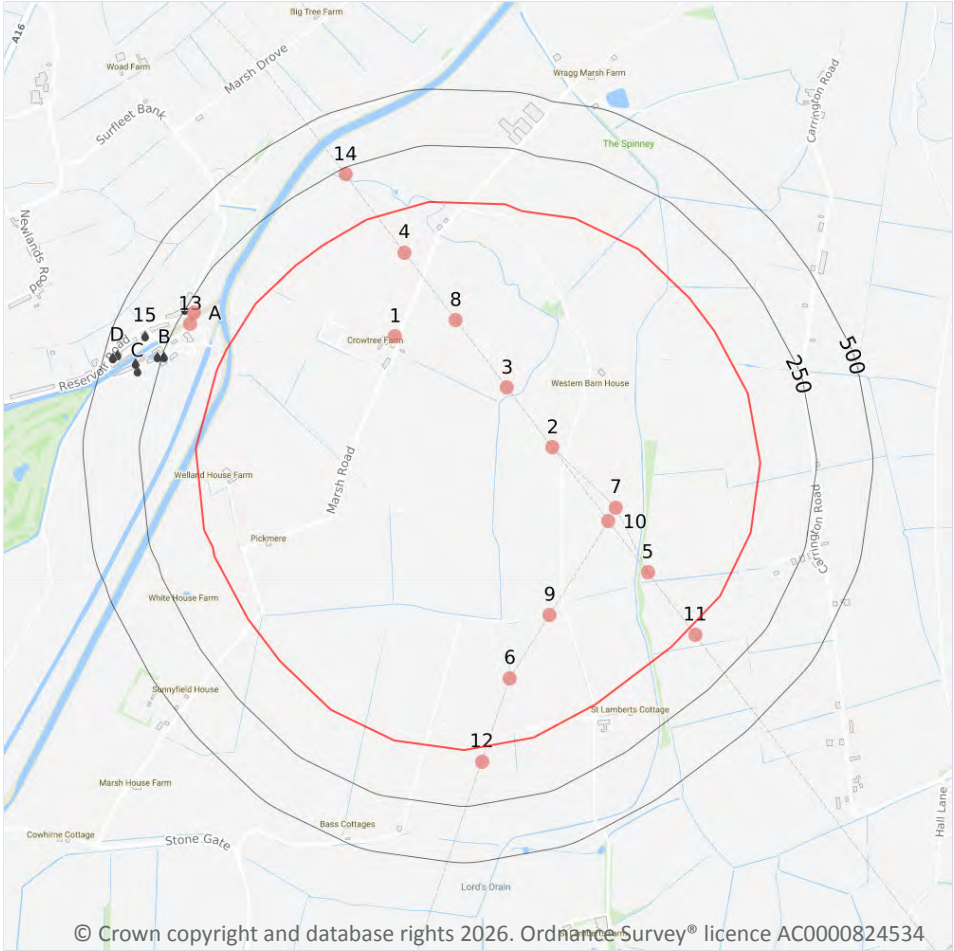 Big Tree Farm
A16
Woad Farm
Marsh Drove
Wragg Marsh Farm
Carrington Road
Surfleet Bank
The Spinney
14
Newlands Road
4
13
8
15
A
1
D
B
Crowtree Farm
C
Reservoir Road
3
500
250
Western Barn House
2
Welland House Farm
Marsh Road
7
10
Carrington Road
Pickmere
5
White House Farm
9
11
6
Sunnyfield House
St Lamberts Cottage
12
Marsh House Farm
Hall Lane
Bass Cottages
Cowhirne Cottage
Stone Gate
Lord's Drain
© Crown copyright and database rights 2026. Ordnance Survey® licence AC0000824534